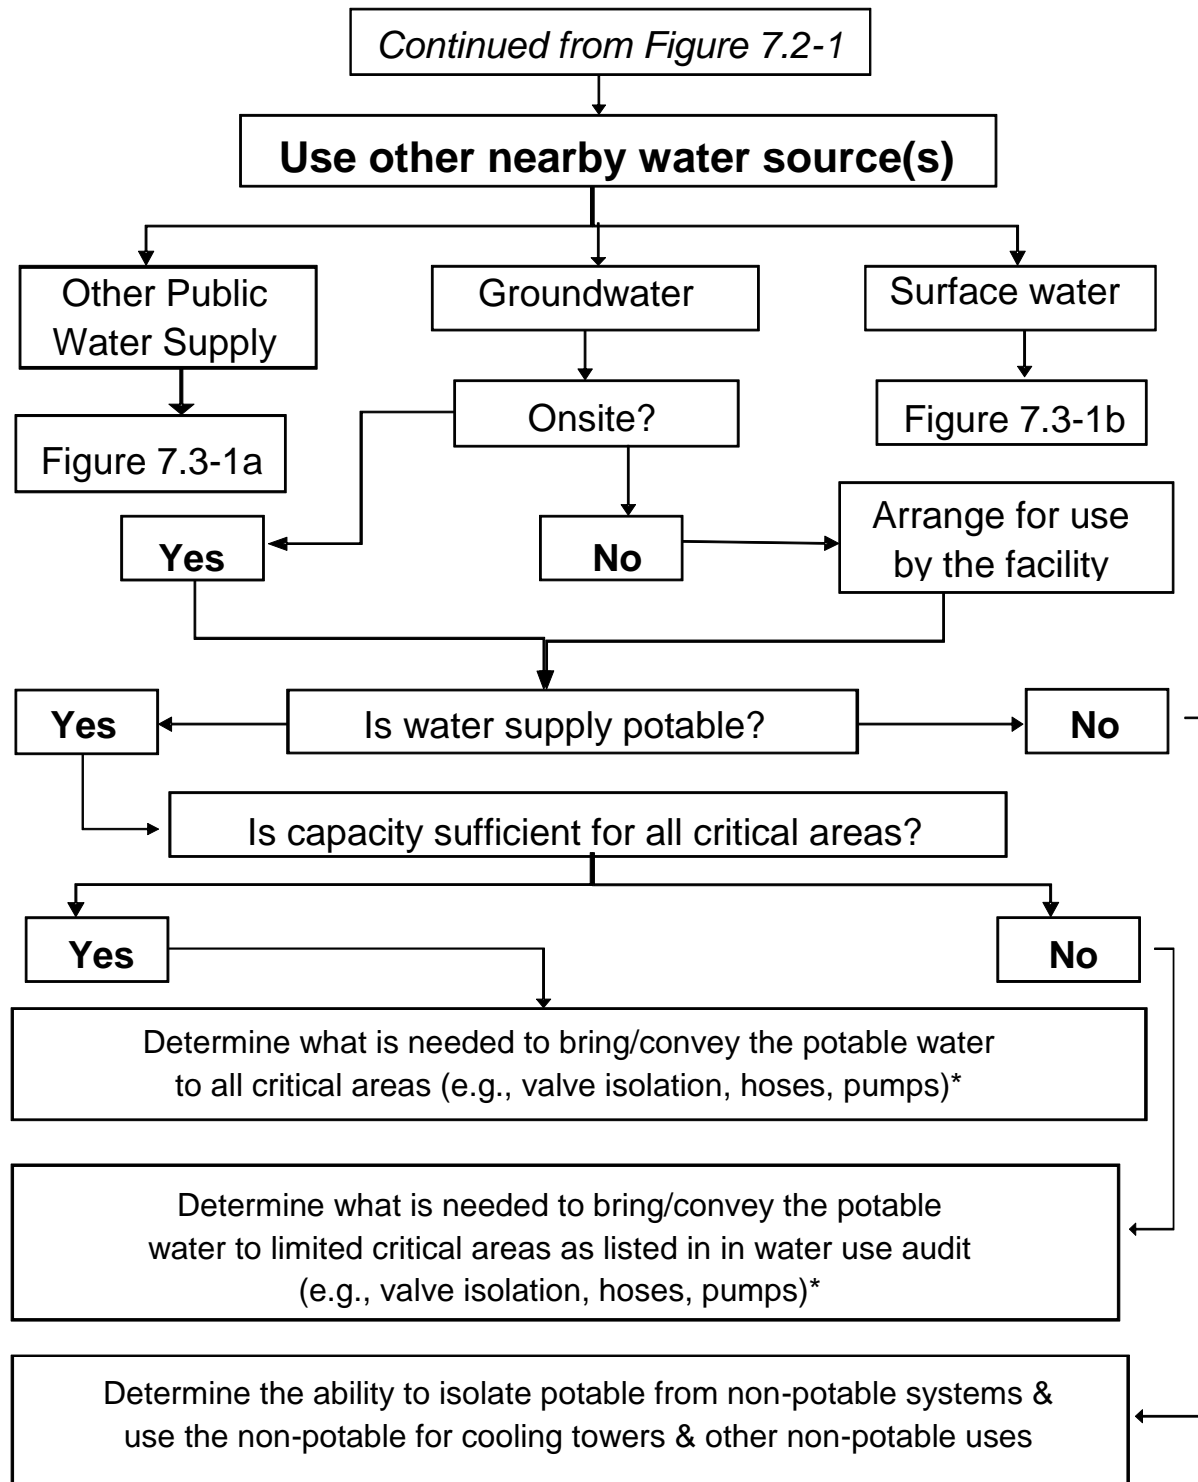 Continued from Figure 7.2-1
Use other nearby water source(s)
Other Public
Water Supply
Groundwater
Surface water
Figure 7.3-1a
Onsite?
Figure 7.3-1b
Yes
No
Arrange for use
by the facility
Yes
Is water supply potable?
No
Is capacity sufficient for all critical areas?
Yes
No
Determine what is needed to bring/convey the potable water
to all critical areas (e.g., valve isolation, hoses, pumps)*
Determine what is needed to bring/convey the potable
water to limited critical areas as listed in in water use audit
(e.g., valve isolation, hoses, pumps)*
Determine the ability to isolate potable from non-potable systems &
use the non-potable for cooling towers & other non-potable uses